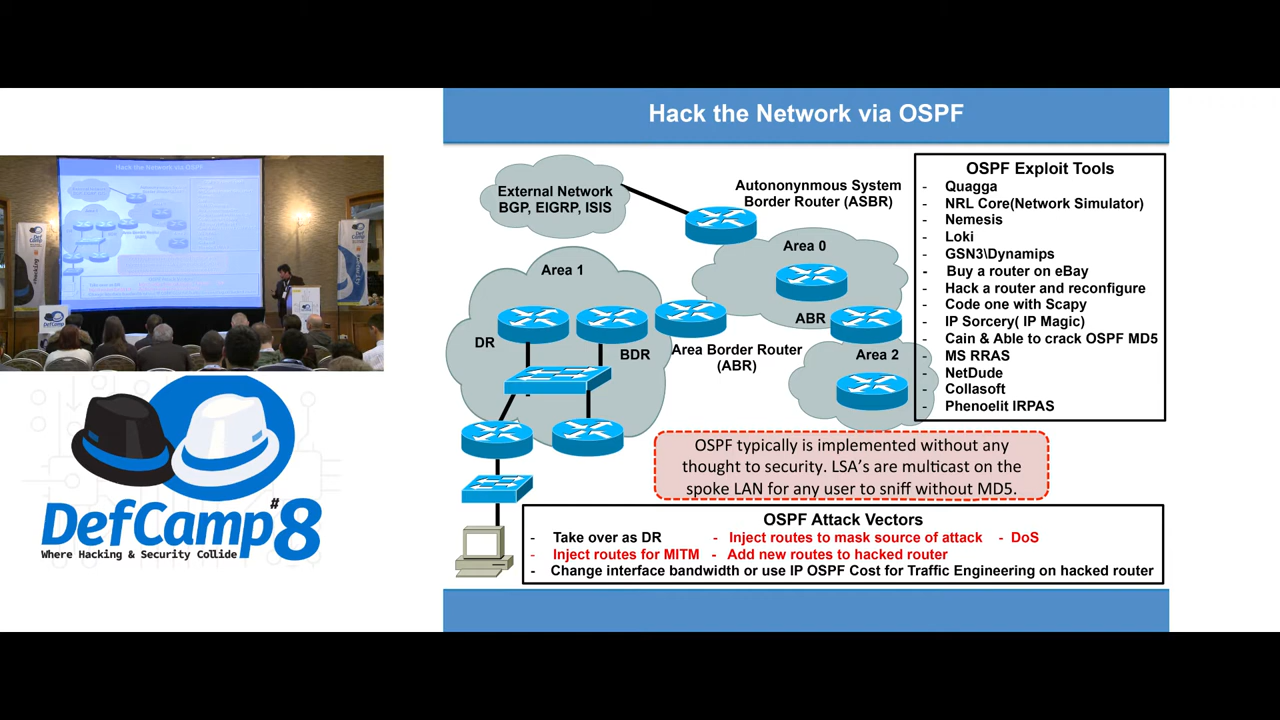 Hack the Network via OSPF
External Network
BGP, EIGRP, ISIS
Autononynmous System
Border Router (ASBR)
Area 0
Area 1
ABR
DR
BDR
Area Border Router
(ABR)
Area 2
OSPF Exploit Tools
- Quagga
- NRL Core(Network Simulator)
- Nemesis
- Loki
- GSN3\Dynamips
- Buy a router on eBay
- Hack a router and reconfigure
- Code one with Scapy
- IP Sorcery( IP Magic)
- Cain & Able to crack OSPF MD5
- MS RRAS
- NetDude
- Collasoft
- Phenoelit IRPAS
OSPF typically is implemented without any
thought to security. LSA's are multicast on the
spoke LAN for any user to sniff without MD5.
OSPF Attack Vectors
- Take over as DR - Inject routes to mask source of attack - DoS
- Inject routes for MITM - Add new routes to hacked router
- Change interface bandwidth or use IP OSPF Cost for Traffic Engineering on hacked router
Hack the Network via OSPF
DefCamp
DefCamp#8
Where Hacking & Security Collide